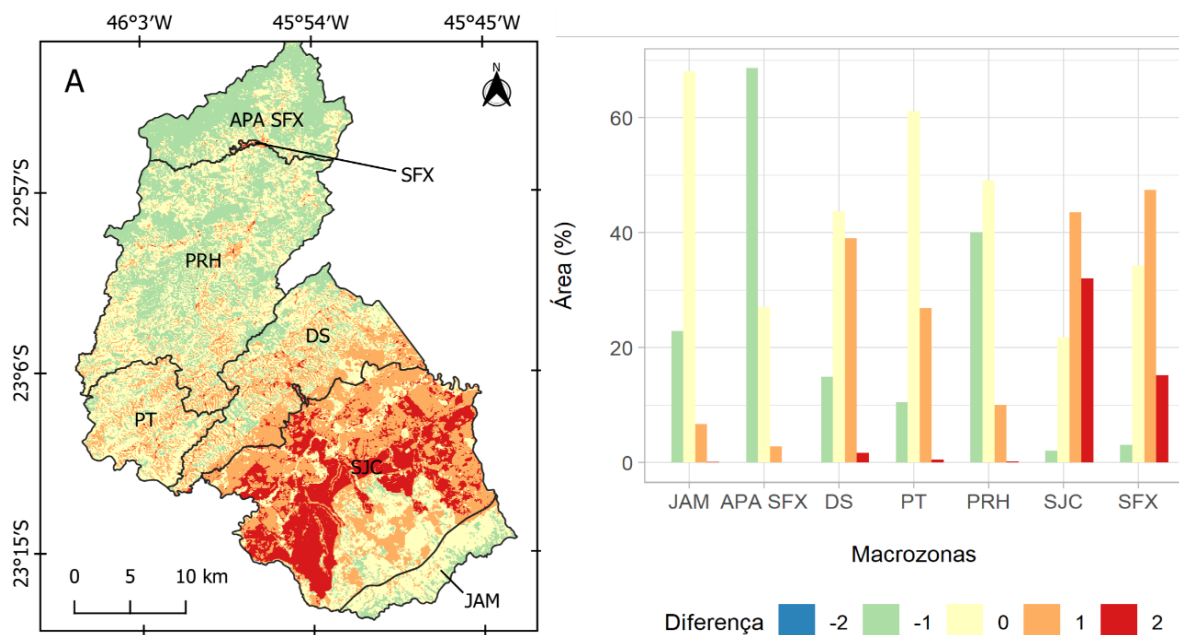 46°3'W 45°54'W 45°45'W
A
N
APA SFX
SFX
22°57'S
PRH
DS
23°6'S
PT
SJC
23°15'S
0 5 10 km
JAM
Área (%)
60
40
20
0
JAM APA SFX DS PT PRH SJC SFX
Macrozonas
Diferença -2 -1 0 1 2